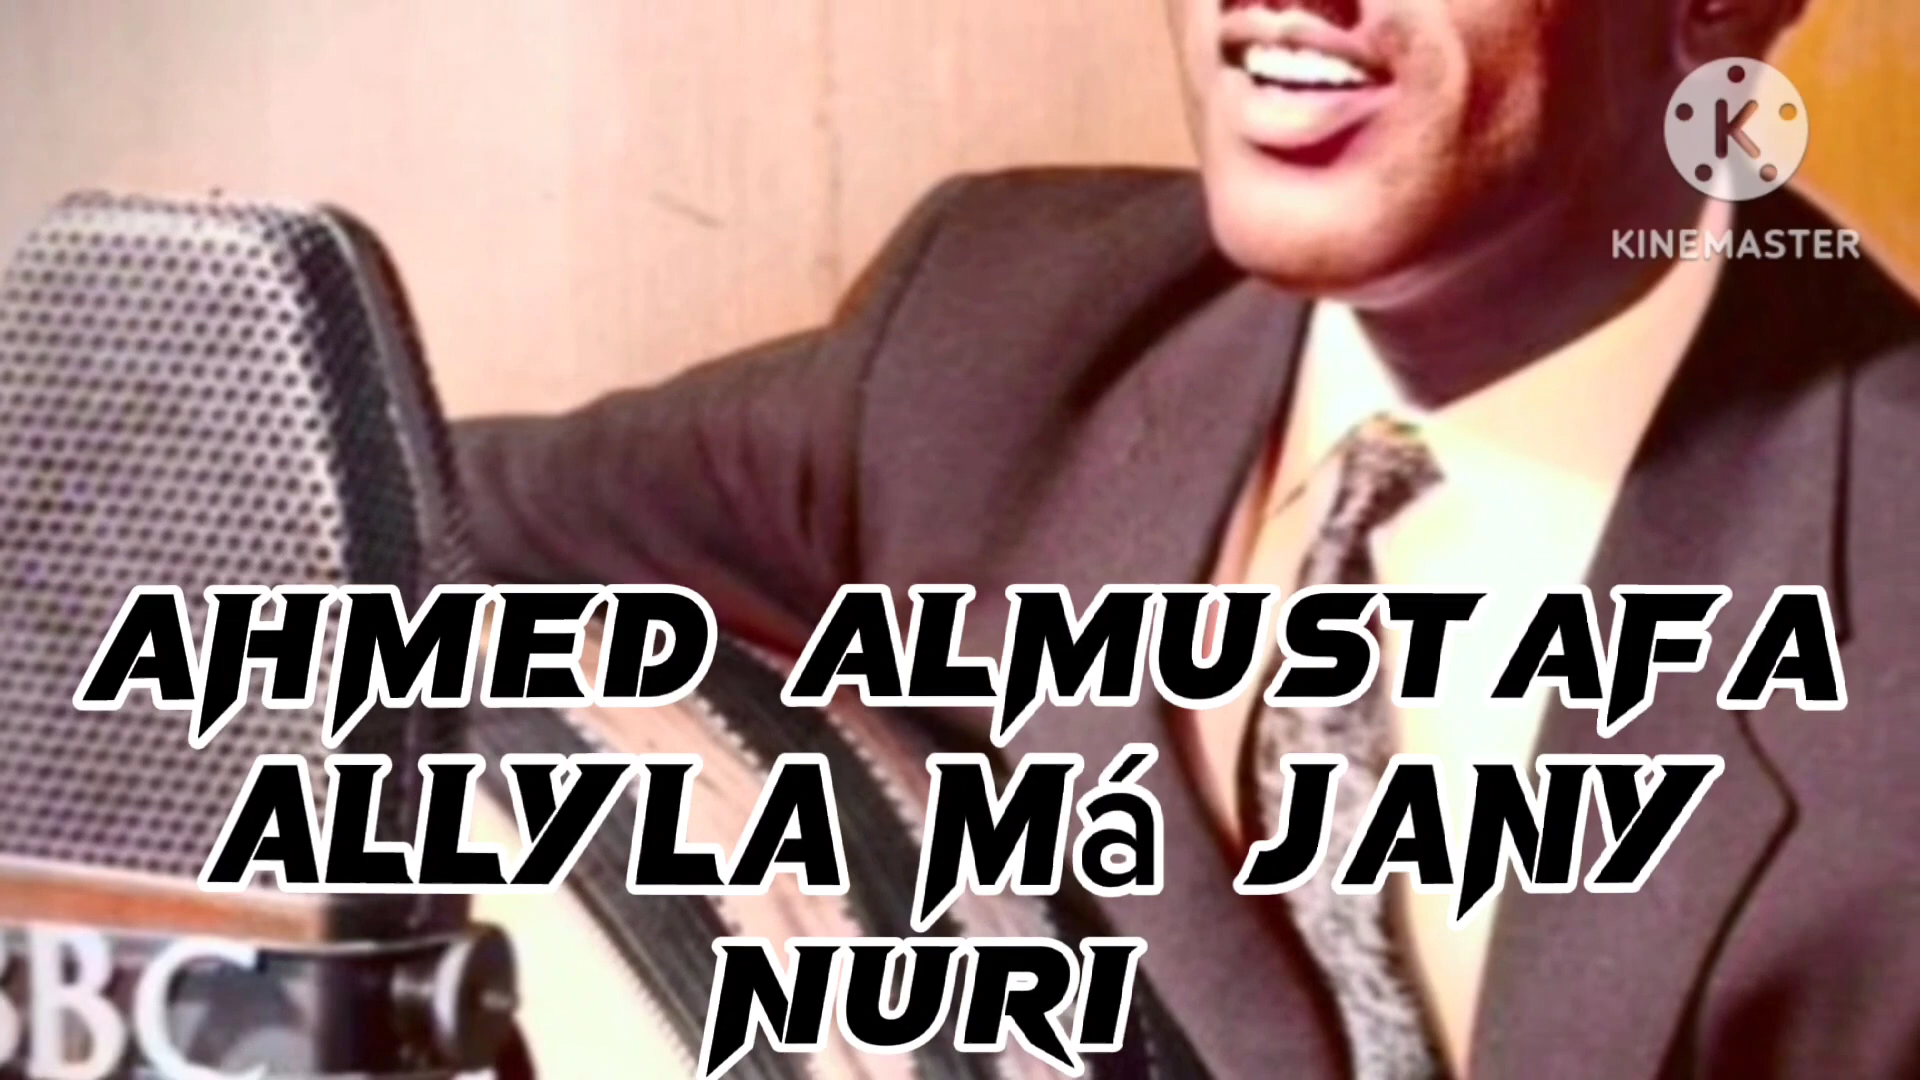 K
KINEMASTER
AHMED ALMUSTAFA
ALLYLA Má JANY
NURI
BBC